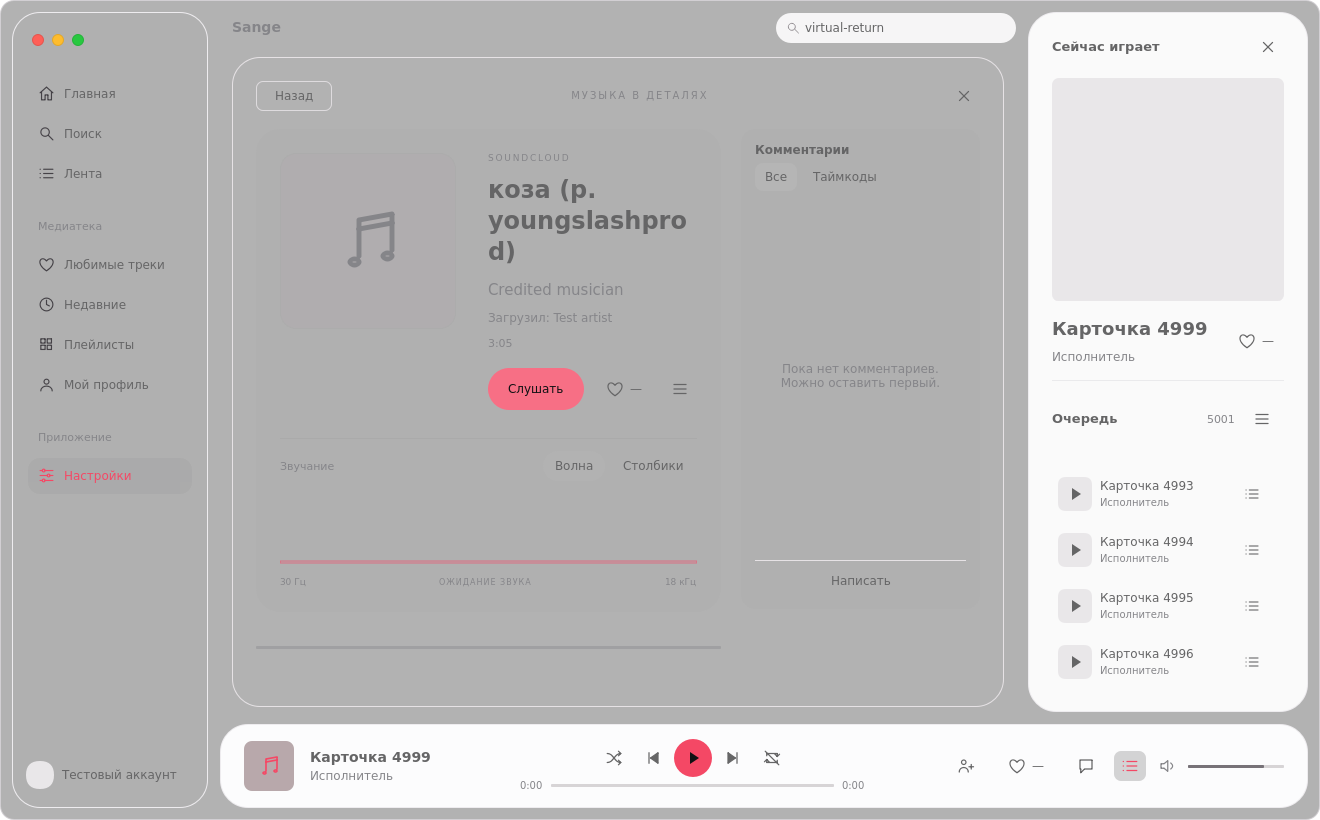 Sange
virtual-return
Главная
Поиск
Лента
Медиатека
Любимые треки
Недавние
Плейлисты
Мой профиль
Приложение
Настройки
Тестовый аккаунт
Назад
МУЗЫКА В ДЕТАЛЯХ
SOUNDCLOUD
коза (p.
youngslashpro
d)
Credited musician
Загрузил: Test artist
3:05
Слушать
—
Звучание
Волна
Столбики
30 Гц
ОЖИДАНИЕ ЗВУКА
18 кГц
Комментарии
Все
Таймкоды
Пока нет комментариев.
Можно оставить первый.
Написать
Сейчас играет
Карточка 4999
Исполнитель
—
Очередь
5001
Карточка 4993
Исполнитель
Карточка 4994
Исполнитель
Карточка 4995
Исполнитель
Карточка 4996
Исполнитель
Карточка 4999
Исполнитель
0:00
0:00
—